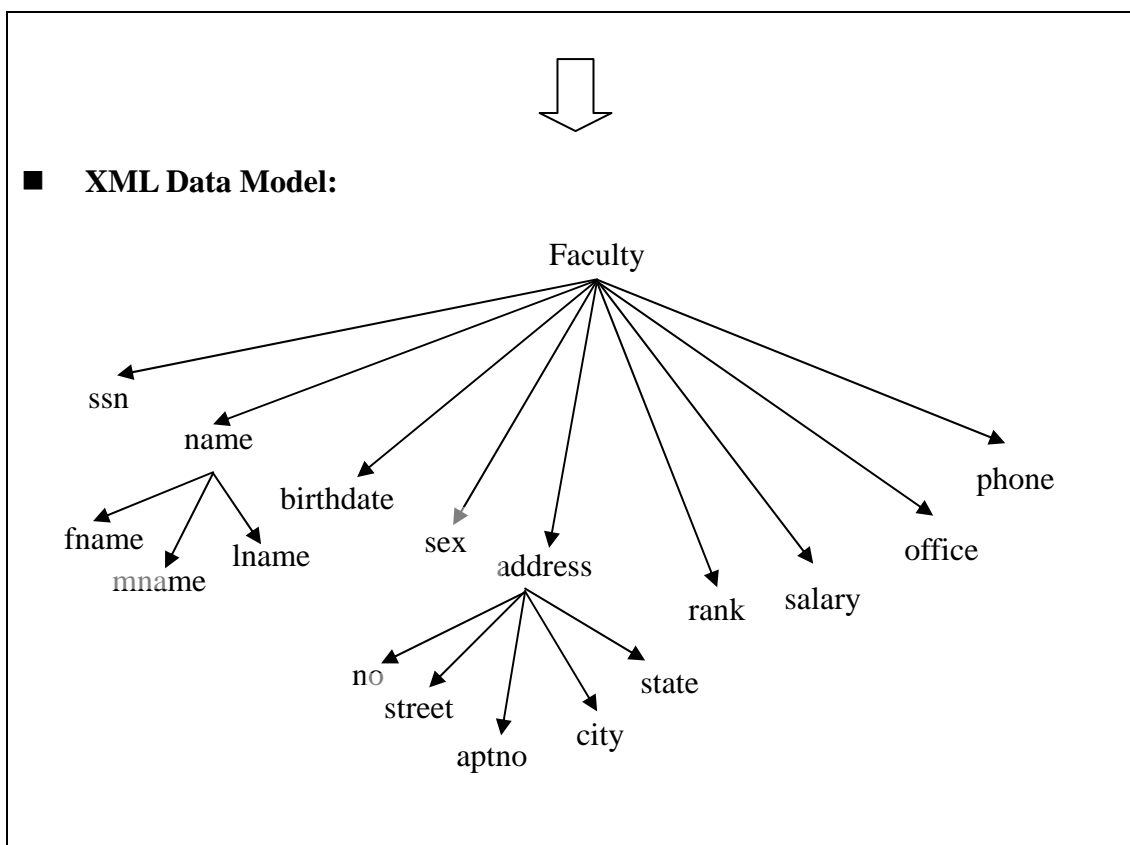 ■ XML Data Model:
Faculty
ssn
name
birthdate
sex
address
rank
salary
office
phone
fname
mname
lname
no
street
aptno
city
state